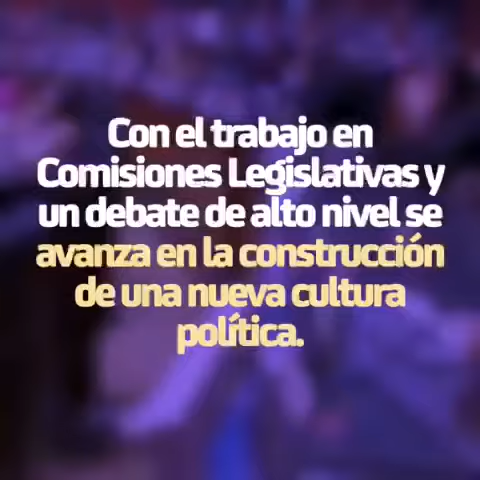 Con el trabajo en
Comisiones Legislativas y
un debate de alto nivel se
avanza en la construcción
de una nueva cultura
política.